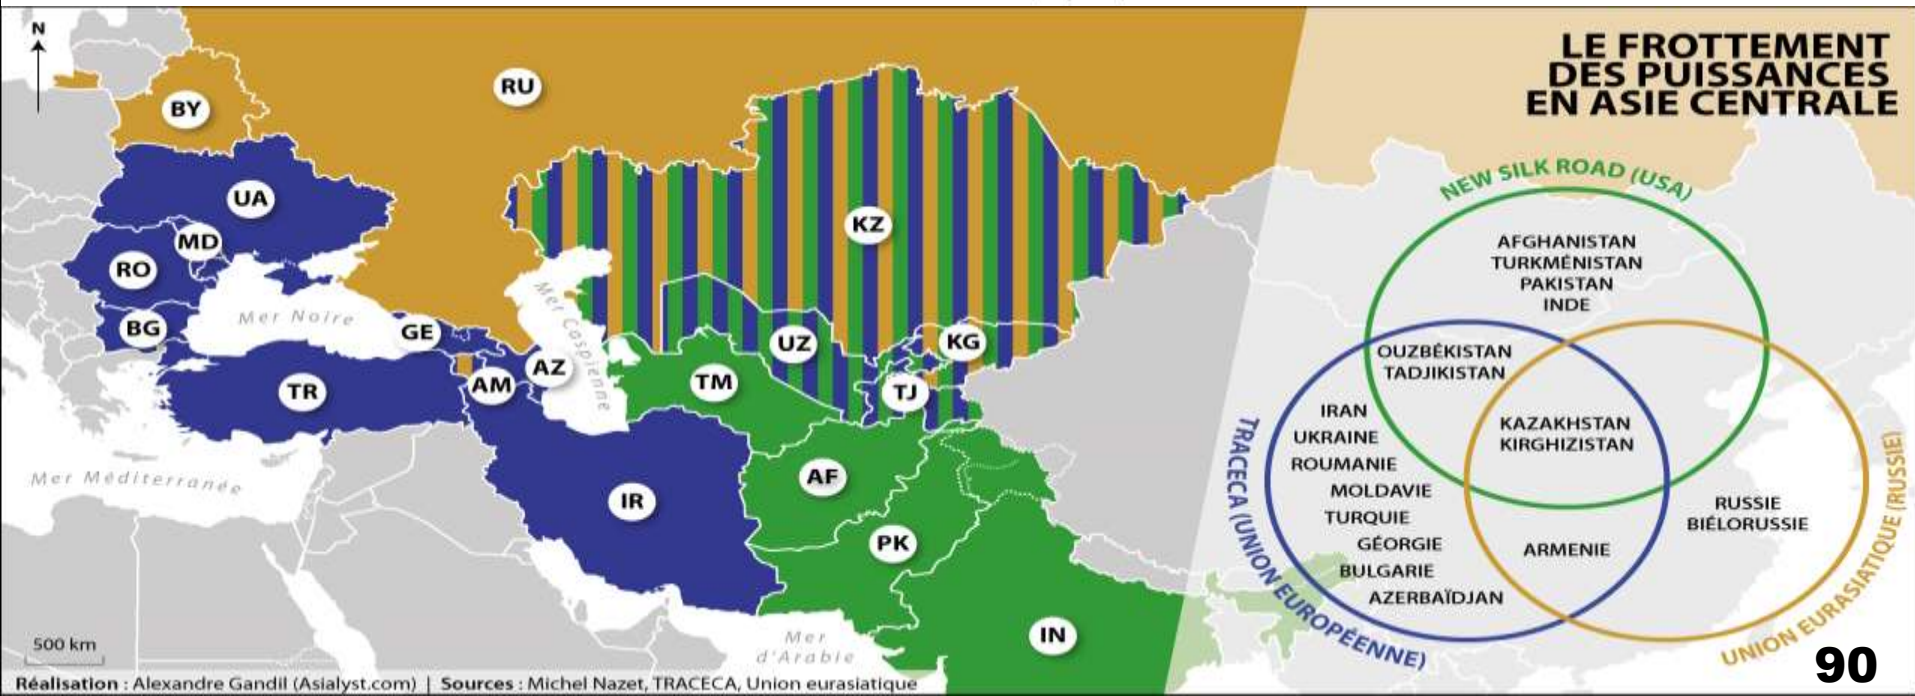 N
LE FROTTEMENT
DES PUISSANCES
EN ASIE CENTRALE
RU
BY
UA
MD
RO
BG
Mer Noire
GE
TR
AM
AZ
Mer Caspienne
KZ
UZ
KG
TM
TJ
AF
IR
PK
IN
Mer Méditerranée
Mer
d'Arabie
500 km
NEW SILK ROAD (USA)
AFGHANISTAN
TURKMÉNISTAN
PAKISTAN
INDE
OUZBÉKISTAN
TADJIKISTAN
KAZAKHSTAN
KIRGHIZISTAN
IRAN
UKRAINE
ROUMANIE
MOLDAVIE
TURQUIE
GÉORGIE
BULGARIE
AZERBAÏDJAN
ARMENIE
RUSSIE
BIÉLORUSSIE
TRACECA (UNION EUROPÉENNE)
UNION EURASIATIQUE (RUSSIE)
Réalisation : Alexandre Gandil (Asialyst.com) | Sources : Michel Nazet, TRACECA, Union eurasiatique
90